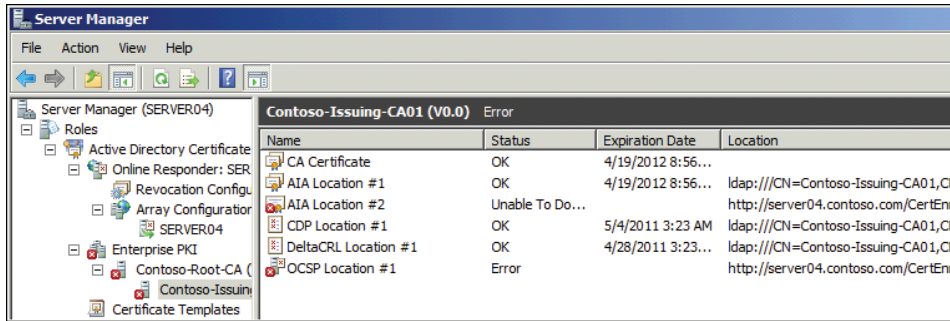 Server Manager
File Action View Help
Server Manager (SERVER04)
Roles
Active Directory Certificate
Online Responder: SER
Revocation Configu
Array Configuration
SERVER04
Enterprise PKI
Contoso-Root-CA (
Contoso-Issuing
Certificate Templates
Contoso-Issuing-CA01 (V0.0) Error
Name Status Expiration Date Location
CA Certificate OK 4/19/2012 8:56...
AIA Location #1 OK 4/19/2012 8:56... ldap:///CN=Contoso-Issuing-CA01,C
AIA Location #2 Unable To Do... http://server04.contoso.com/CertEn
CDP Location #1 OK 5/4/2011 3:23 AM ldap:///CN=Contoso-Issuing-CA01,C
DeltaCRL Location #1 OK 4/28/2011 3:23... ldap:///CN=Contoso-Issuing-CA01,C
OCSP Location #1 Error http://server04.contoso.com/CertEn